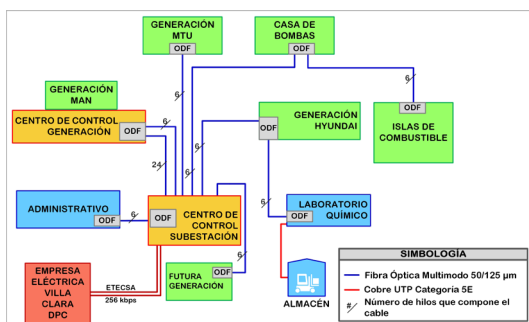 GENERACIÓN
MTU
ODF
CASA DE
BOMBAS
ODF
6
6
GENERACIÓN
MAN
CENTRO DE CONTROL
GENERACIÓN
ODF
6
24
6
6
GENERACIÓN
HYUNDAI
ODF
ODF
ISLAS DE
COMBUSTIBLE
ADMINISTRATIVO
ODF
6
ODF
CENTRO DE
CONTROL
SUBESTACIÓN
6
LABORATORIO
QUÍMICO
ODF
EMPRESA
ELÉCTRICA
VILLA
CLARA
DPC
ETECSA
256 kbps
FUTURA
GENERACIÓN
ODF
6
ALMACÉN
SIMBOLOGÍA
Fibra Óptica Multimodo 50/125 µm
Cobre UTP Categoria 5E
# Número de hilos que compone el
cable